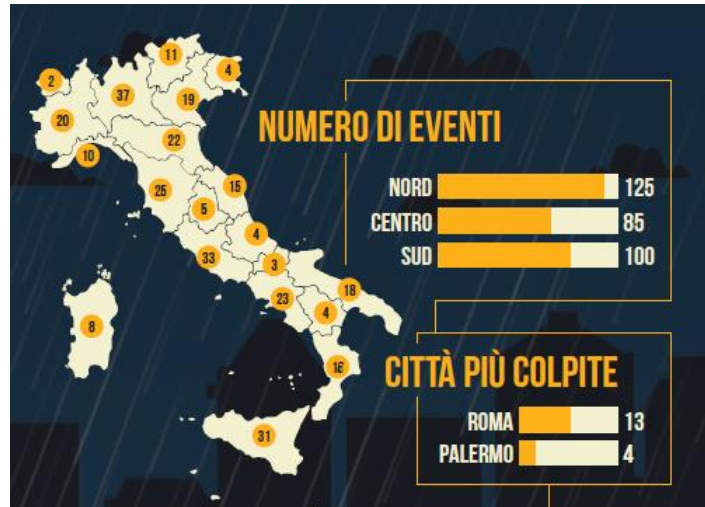 11
4
2
37
19
20
22
10
25
15
5
4
33
3
23
18
4
8
16
31
NUMERO DI EVENTI
NORD 125
CENTRO 85
SUD 100
CITTÀ PIÙ COLPITE
ROMA 13
PALERMO 4